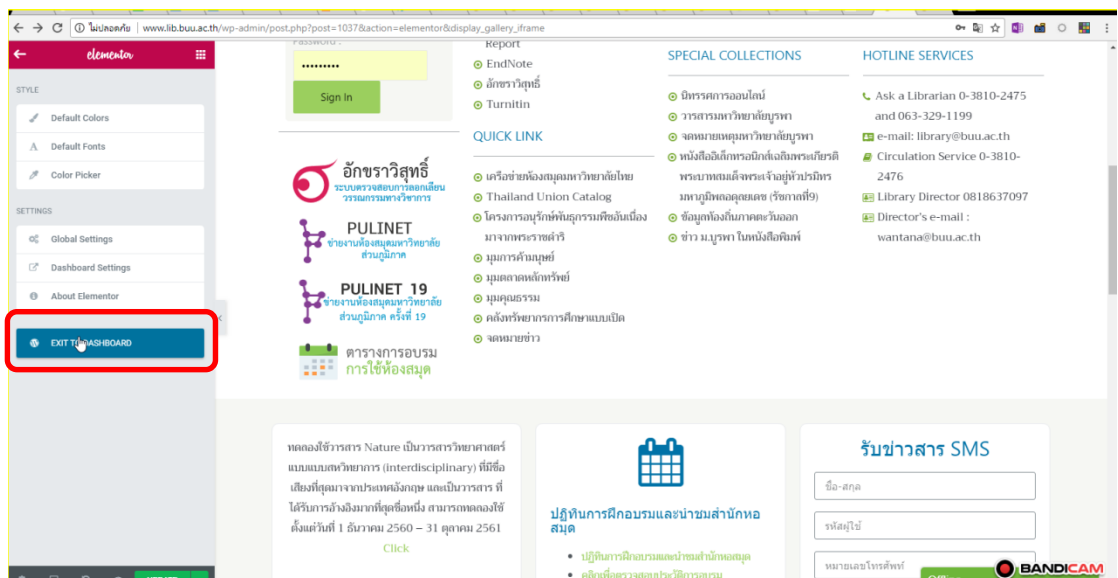 ไม่ปลอดภัย | www.lib.buu.ac.th/wp-admin/post.php?post=1037&action=elementor&display_gallery_iframe
elementor
STYLE
Default Colors
Default Fonts
Color Picker
SETTINGS
Global Settings
Dashboard Settings
About Elementor
EXIT TO DASHBOARD
Password :
•••••••••
Sign In
อักขราวิสุทธิ์
ระบบตรวจสอบการลอกเลียน
วรรณกรรมทางวิชาการ
PULINET
ข่ายงานห้องสมุดมหาวิทยาลัย
ส่วนภูมิภาค
PULINET 19
ข่ายงานห้องสมุดมหาวิทยาลัย
ส่วนภูมิภาค ครั้งที่ 19
ตารางการอบรม
การใช้ห้องสมุด
Report
EndNote
อักขราวิสุทธิ์
Turnitin
QUICK LINK
เครือข่ายห้องสมุดมหาวิทยาลัยไทย
Thailand Union Catalog
โครงการอนุรักษ์พันธุกรรมพืชอันเนื่อง
มาจากพระราชดำริ
มุมการค้ามนุษย์
มุมตลาดหลักทรัพย์
มุมคุณธรรม
คลังทรัพยากรการศึกษาแบบเปิด
จดหมายข่าว
SPECIAL COLLECTIONS
นิทรรศการออนไลน์
วารสารมหาวิทยาลัยบูรพา
จดหมายเหตุมหาวิทยาลัยบูรพา
หนังสืออิเล็กทรอนิกส์เฉลิมพระเกียรติ
พระบาทสมเด็จพระเจ้าอยู่หัวปรมินทร
มหาภูมิพลอดุลยเดช (รัชกาลที่9)
ข้อมูลท้องถิ่นภาคตะวันออก
ข่าว ม.บูรพา ในหนังสือพิมพ์
HOTLINE SERVICES
Ask a Librarian 0-3810-2475
and 063-329-1199
e-mail: library@buu.ac.th
Circulation Service 0-3810-
2476
Library Director 0818637097
Director's e-mail :
wantana@buu.ac.th
ทดลองใช้วารสาร Nature เป็นวารสารวิทยาศาสตร์
แบบแบบสหวิทยาการ (interdisciplinary) ที่มีชื่อ
เสียงที่สุดมาจากประเทศอังกฤษ และเป็นวารสาร ที่
ได้รับการอ้างอิงมากที่สุดชื่อหนึ่ง สามารถทดลองใช้
ตั้งแต่วันที่ 1 ธันวาคม 2560 – 31 ตุลาคม 2561
Click
ปฏิทินการฝึกอบรมและนำชมสำนักหอ
สมุด
ปฏิทินการฝึกอบรมและนำชมสำนักหอสมุด
คลิกเพื่อตรวจสอบประวัติการอบรม
รับข่าวสาร SMS
ชื่อ-สกุล
รหัสผู้ใช้
หมายเลขโทรศัพท์
BANDICAM